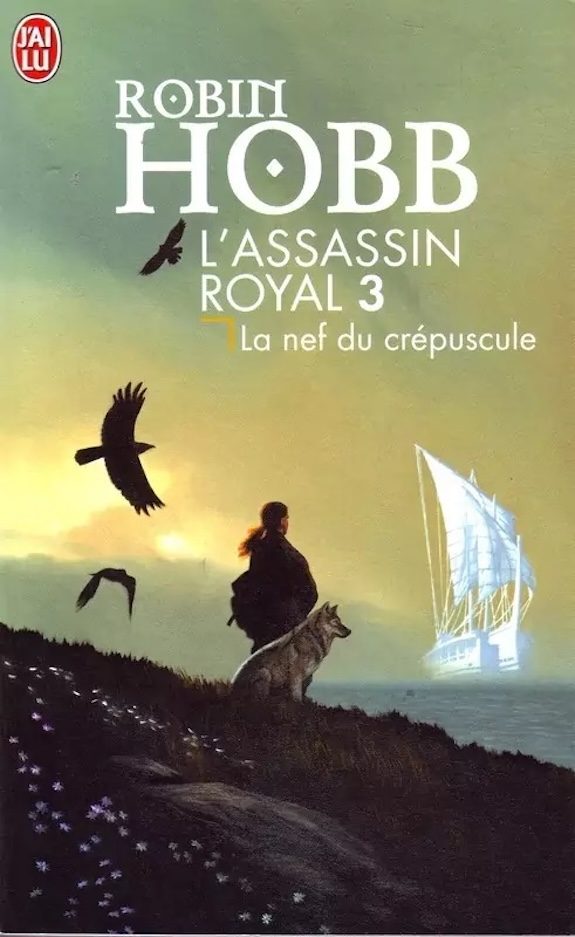 J'AI
LU
ROBIN
HOBB
L'ASSASSIN
ROYAL 3
La nef du crépuscule